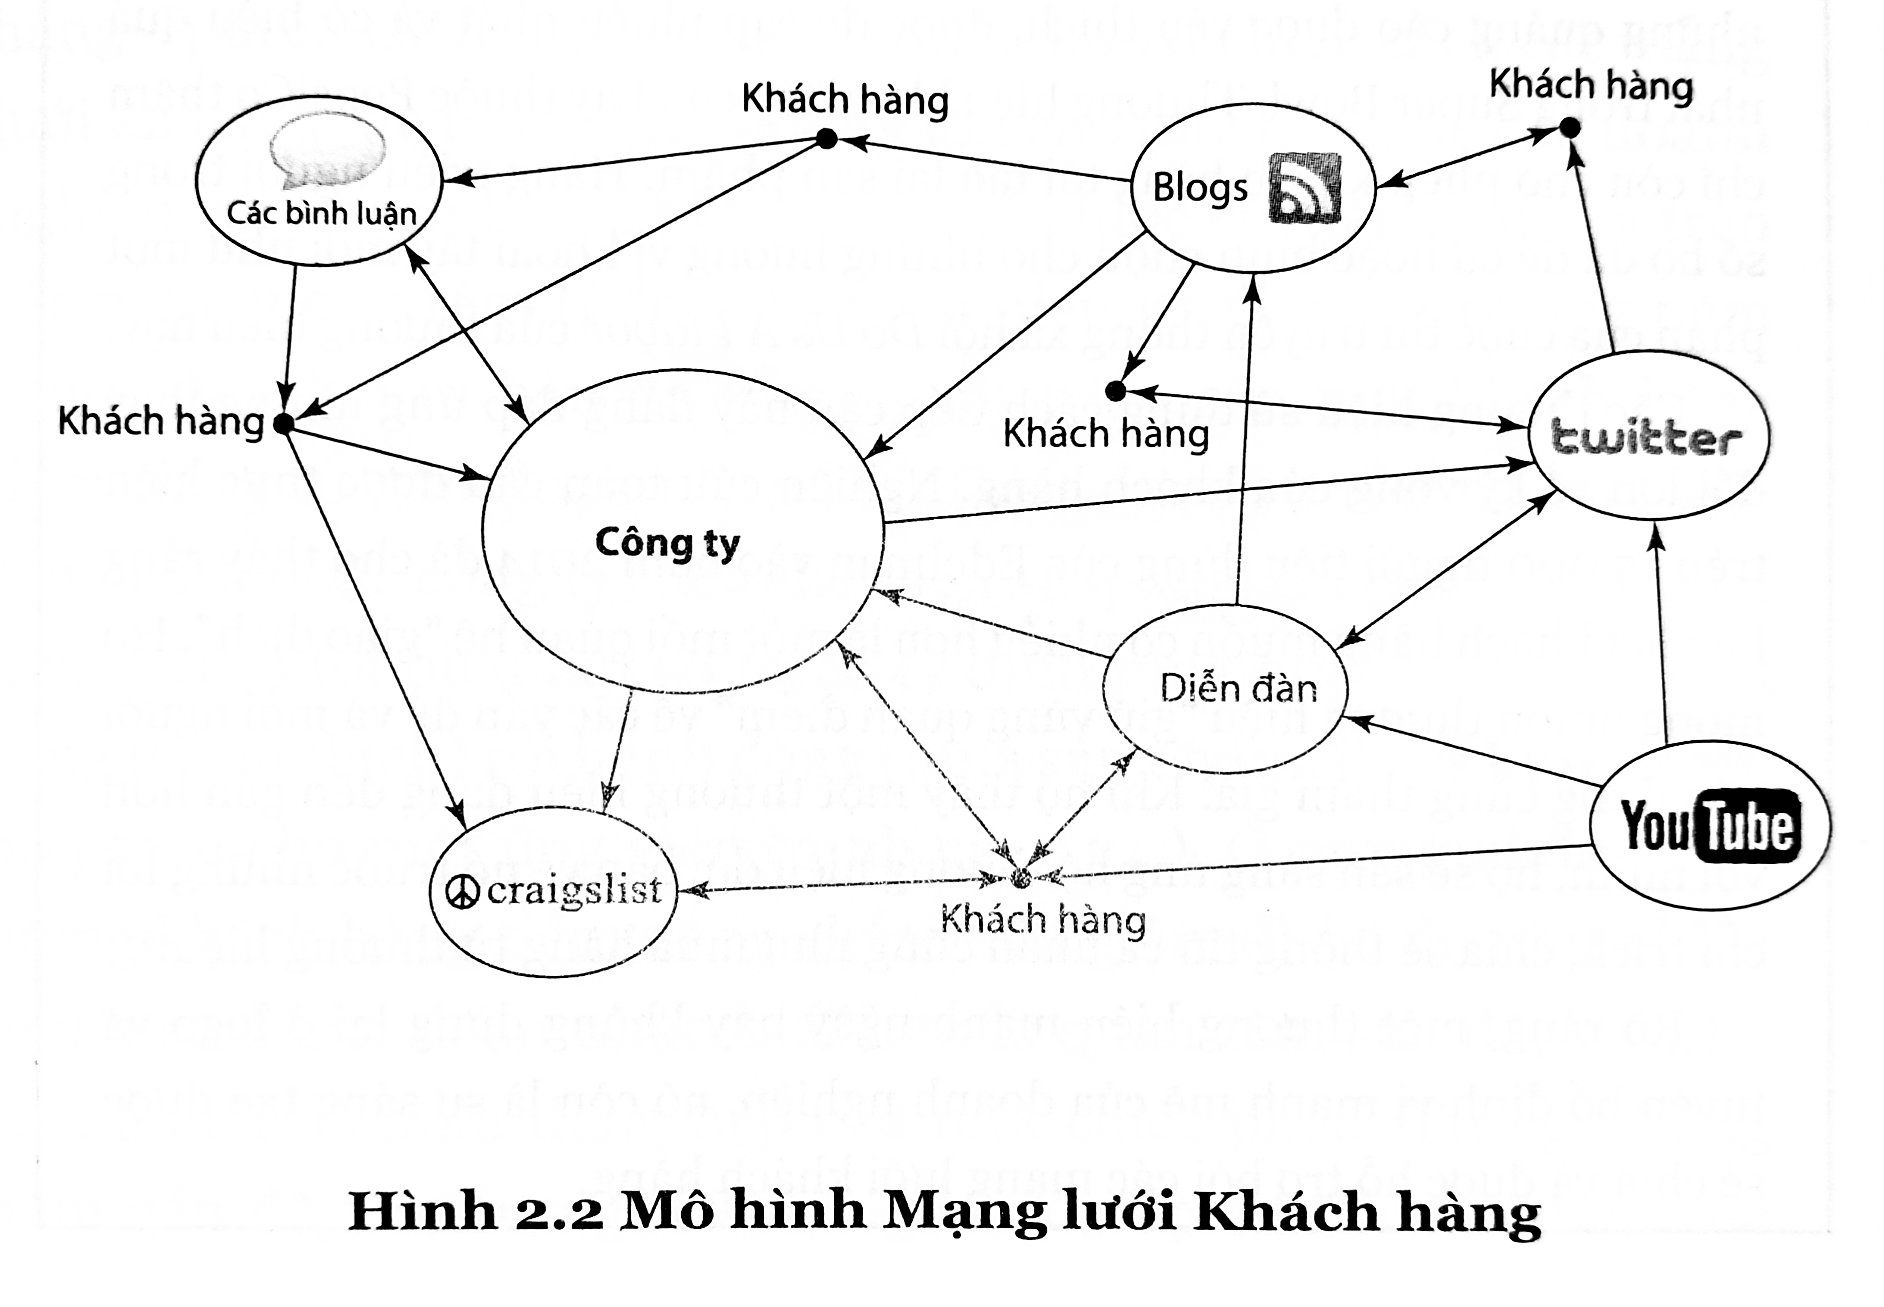 Khách hàng
Khách hàng
Các bình luận
Blogs
Khách hàng
Khách hàng
twitter
Công ty
Diễn đàn
YouTube
craigslist
Khách hàng
Hình 2.2 Mô hình Mạng lưới Khách hàng